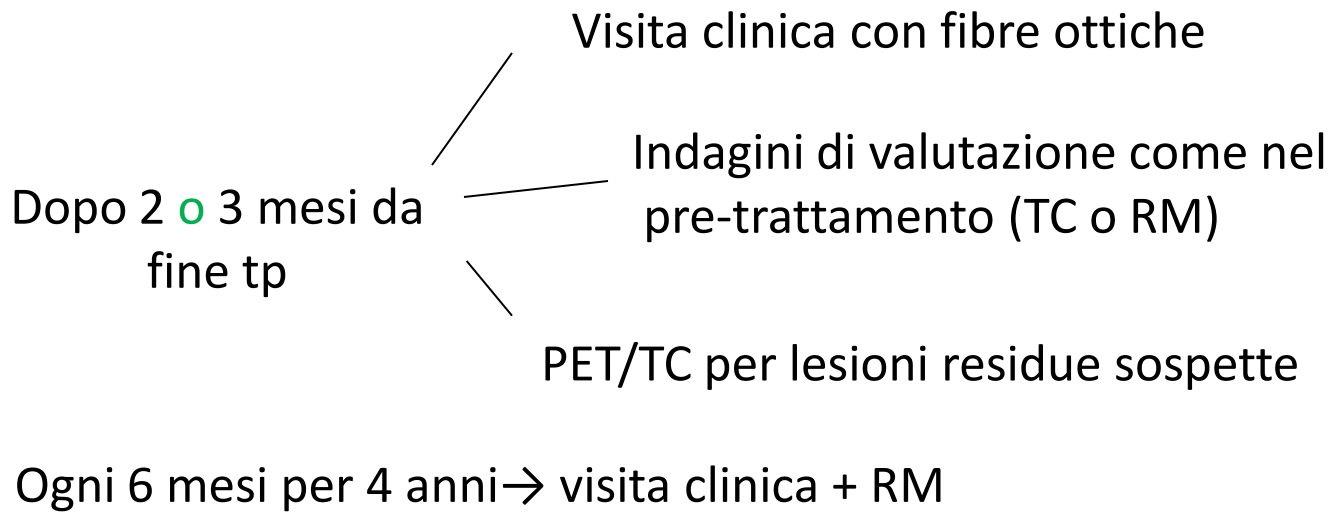 Visita clinica con fibre ottiche
Dopo 2 o 3 mesi da
fine tp
Indagini di valutazione come nel
pre-trattamento (TC o RM)
PET/TC per lesioni residue sospette
Ogni 6 mesi per 4 anni→ visita clinica + RM